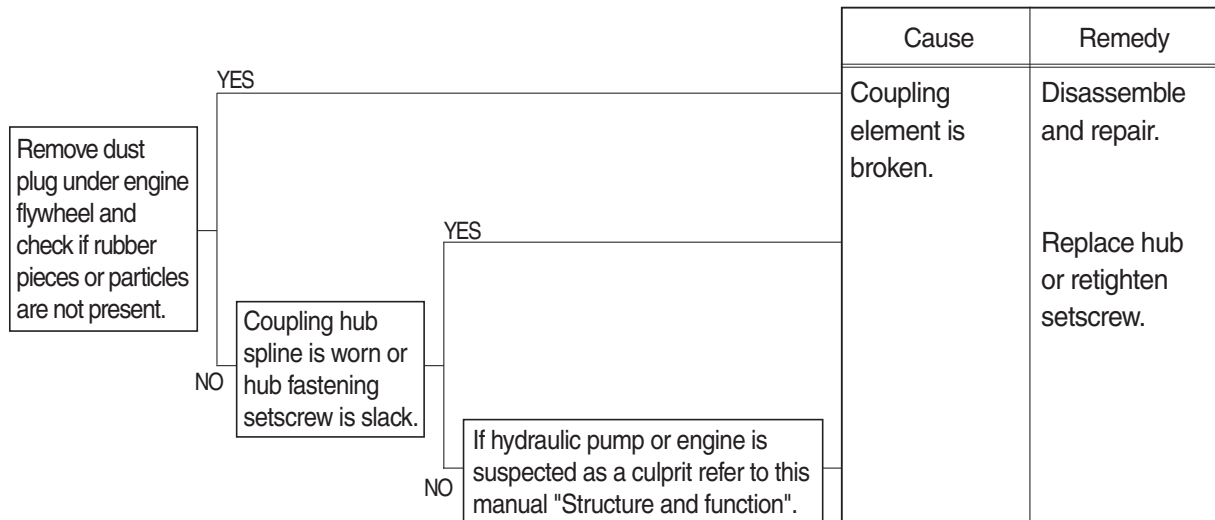 Cause
Remedy
YES
Coupling
element is
broken.
Disassemble
and repair.
Remove dust
plug under engine
flywheel and
check if rubber
pieces or particles
are not present.
YES
Replace hub
or retighten
setscrew.
NO
Coupling hub
spline is worn or
hub fastening
setscrew is slack.
NO
If hydraulic pump or engine is
suspected as a culprit refer to this
manual "Structure and function".